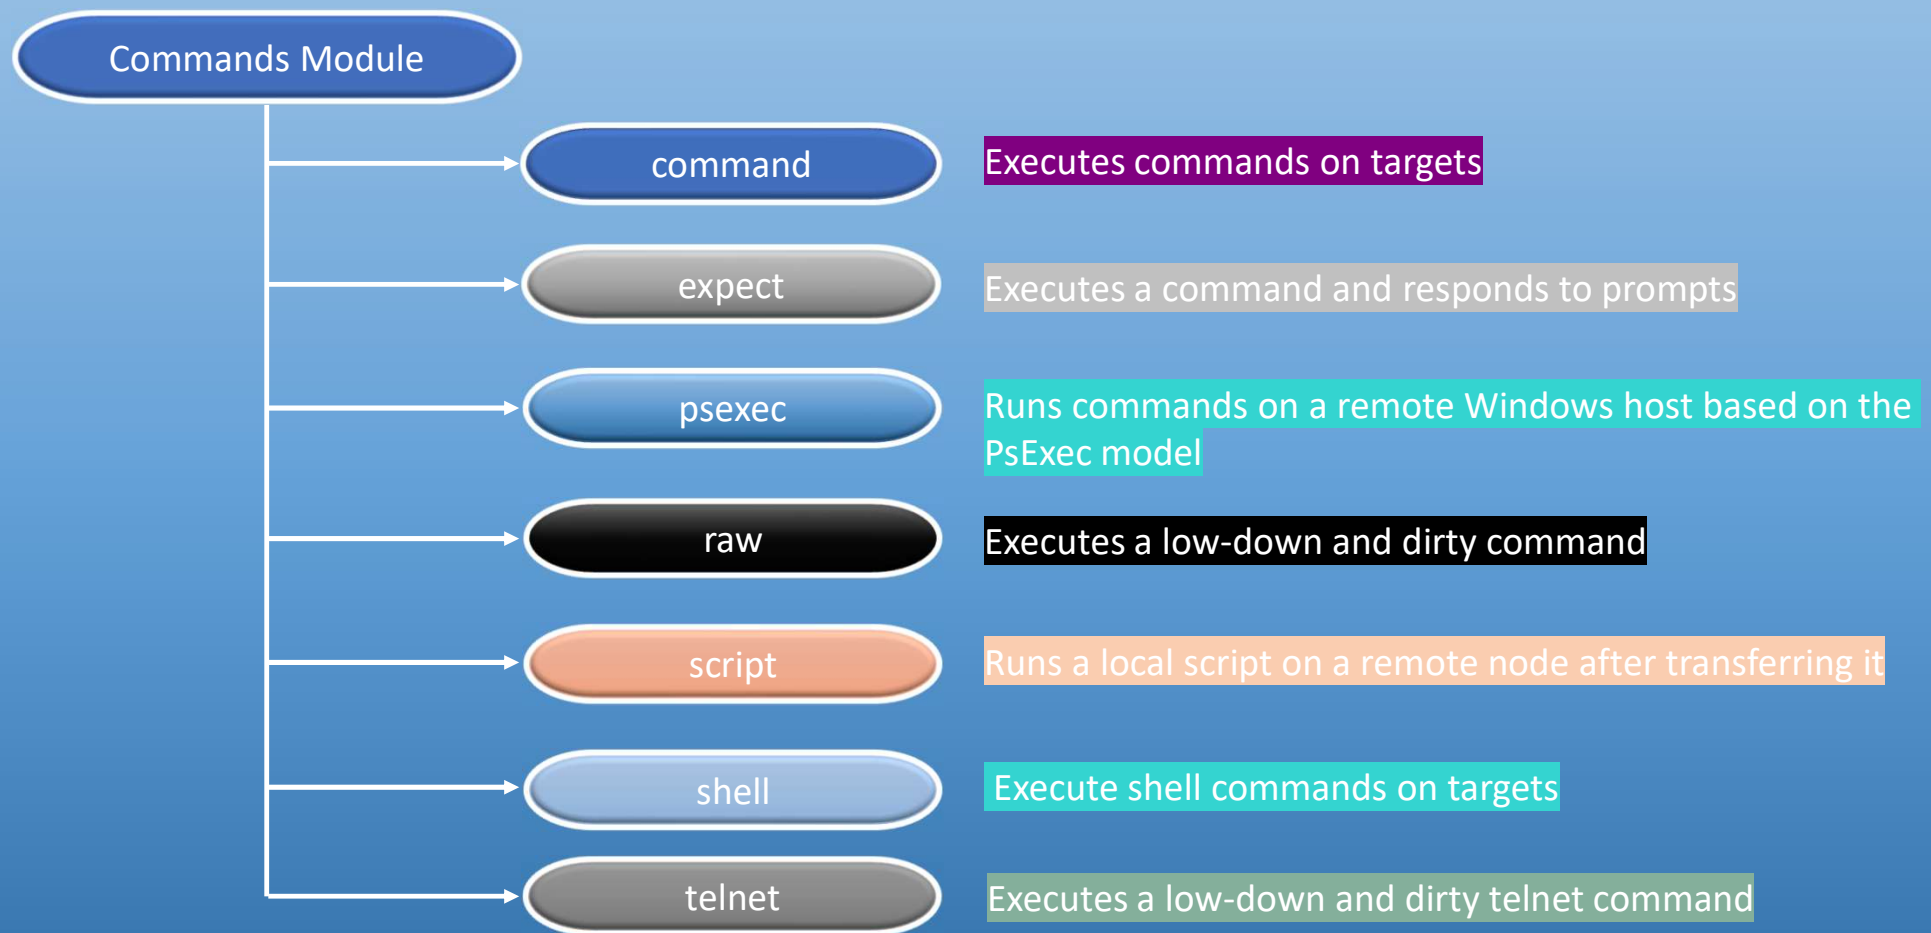 Commands Module
command
Executes commands on targets
expect
Executes a command and responds to prompts
psexec
Runs commands on a remote Windows host based on the
PsExec model
raw
Executes a low-down and dirty command
script
Runs a local script on a remote node after transferring it
shell
Execute shell commands on targets
telnet
Executes a low-down and dirty telnet command